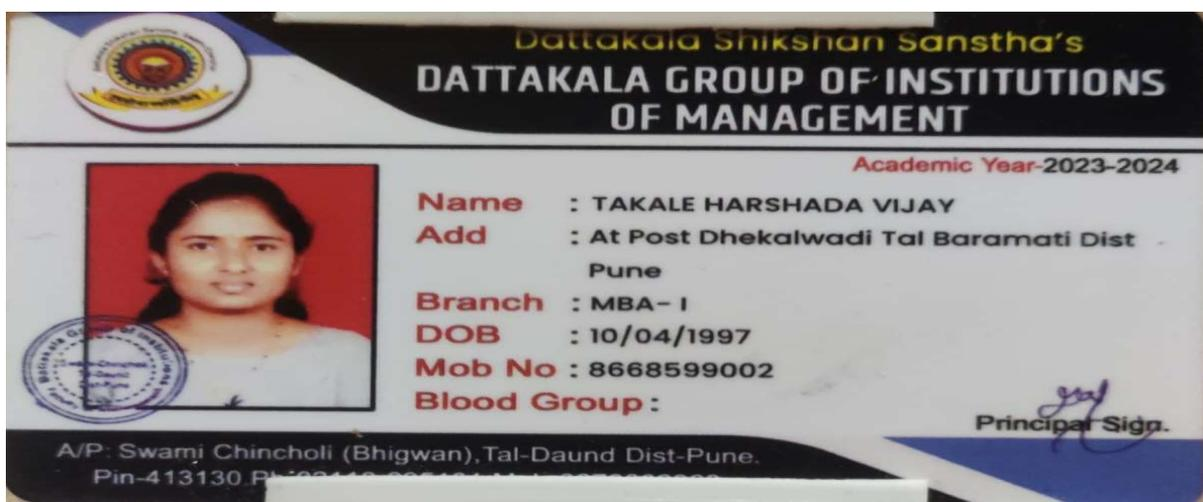 Dattakala Shikshan Sanstha's
DATTAKALA GROUP OF INSTITUTIONS
OF MANAGEMENT
Academic Year-2023-2024
Name : TAKALE HARSHADA VIJAY
Add : At Post Dhekalwadi Tal Baramati Dist
Pune
Branch : MBA- I
DOB : 10/04/1997
Mob No : 8668599002
Blood Group :
Principal Sign.
A/P: Swami Chincholi (Bhigwan),Tal-Daund Dist-Pune.
Pin-413130